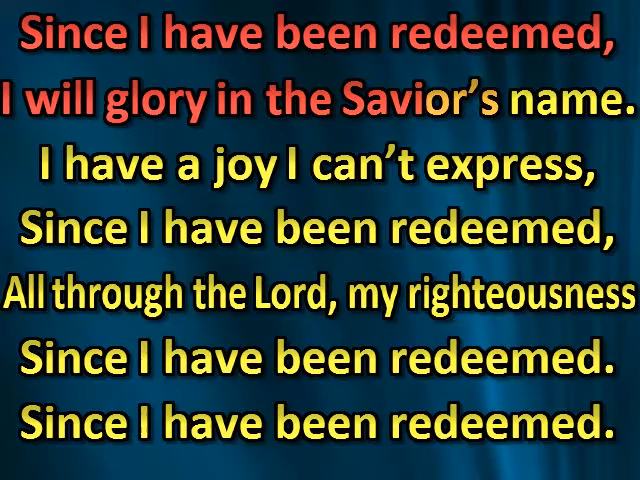 Since I have been redeemed,
I will glory in the Savior’s name.
I have a joy I can’t express,
Since I have been redeemed,
All through the Lord, my righteousness
Since I have been redeemed.
Since I have been redeemed.